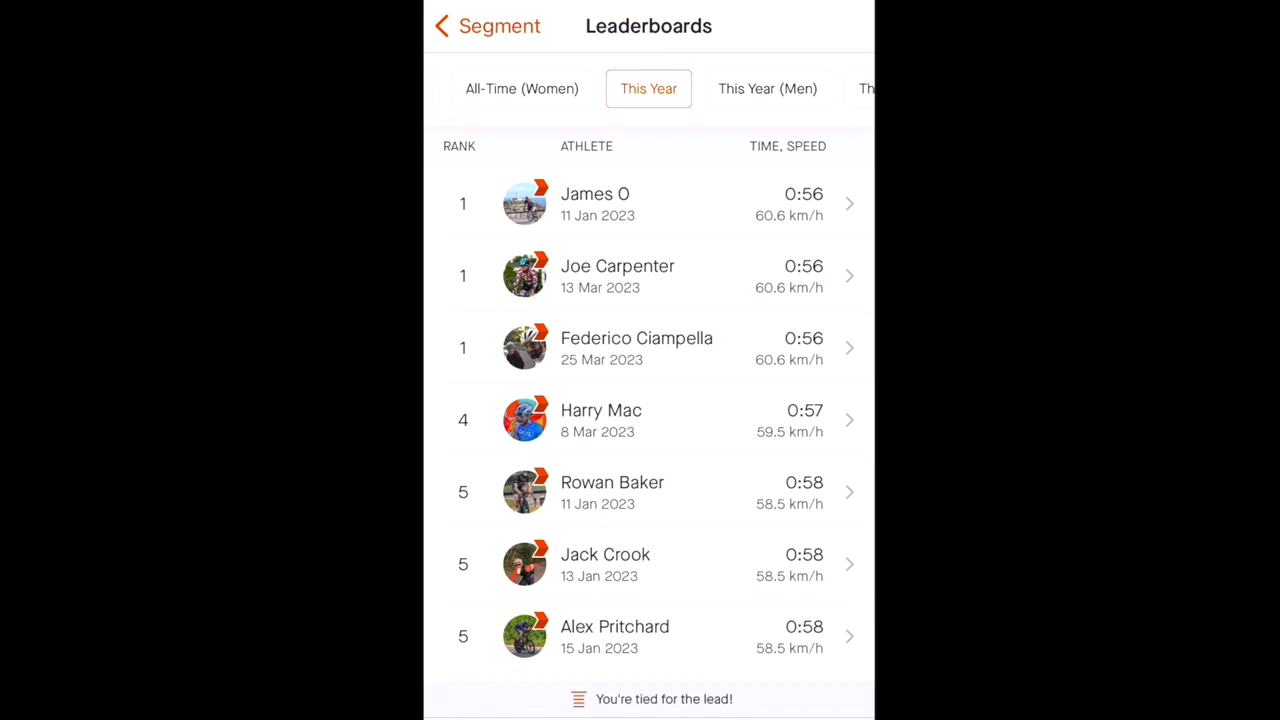 Segment
Leaderboards
All-Time (Women)
This Year
This Year (Men)
Th
RANK
ATHLETE
TIME, SPEED
1
James O
0:56
11 Jan 2023
60.6 km/h
1
Joe Carpenter
0:56
13 Mar 2023
60.6 km/h
1
Federico Ciampella
0:56
25 Mar 2023
60.6 km/h
4
Harry Mac
0:57
8 Mar 2023
59.5 km/h
5
Rowan Baker
0:58
11 Jan 2023
58.5 km/h
5
Jack Crook
0:58
13 Jan 2023
58.5 km/h
5
Alex Pritchard
0:58
15 Jan 2023
58.5 km/h
You're tied for the lead!